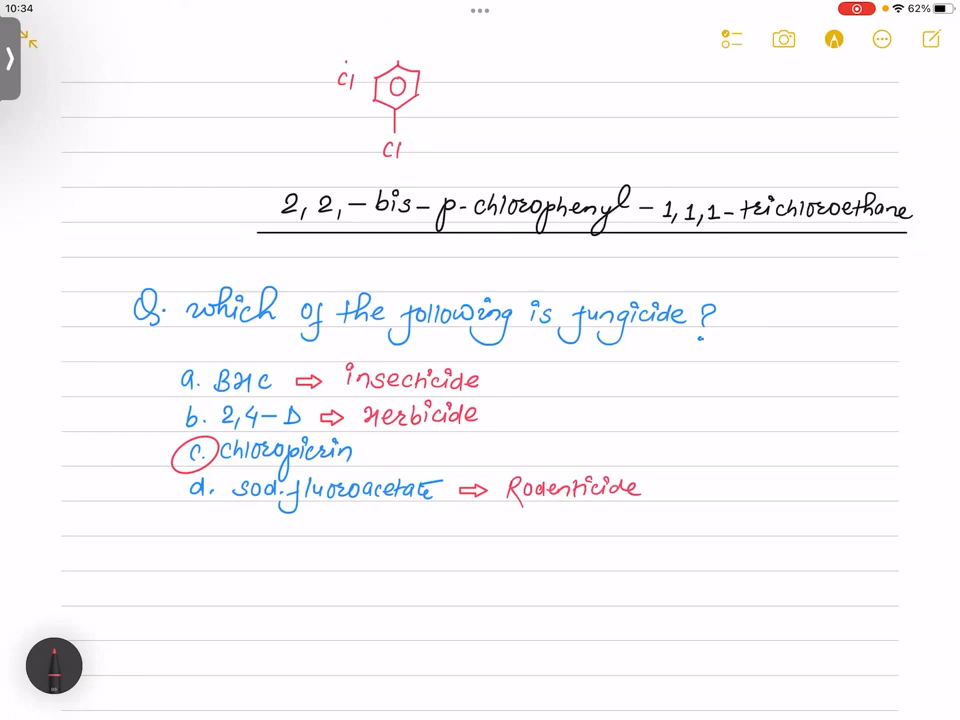 10:34
62%
Cl
Cl
2, 2,- bis - p-chlorophenyl - 1,1,1-trichloroethane
Q. which of the following is fungicide ?
a. BHC ⇨ insecticide
b. 2,4-D ⇨ Herbicide
c. chloropicrin
d. sod. fluoroacetate ⇨ Rodenticide